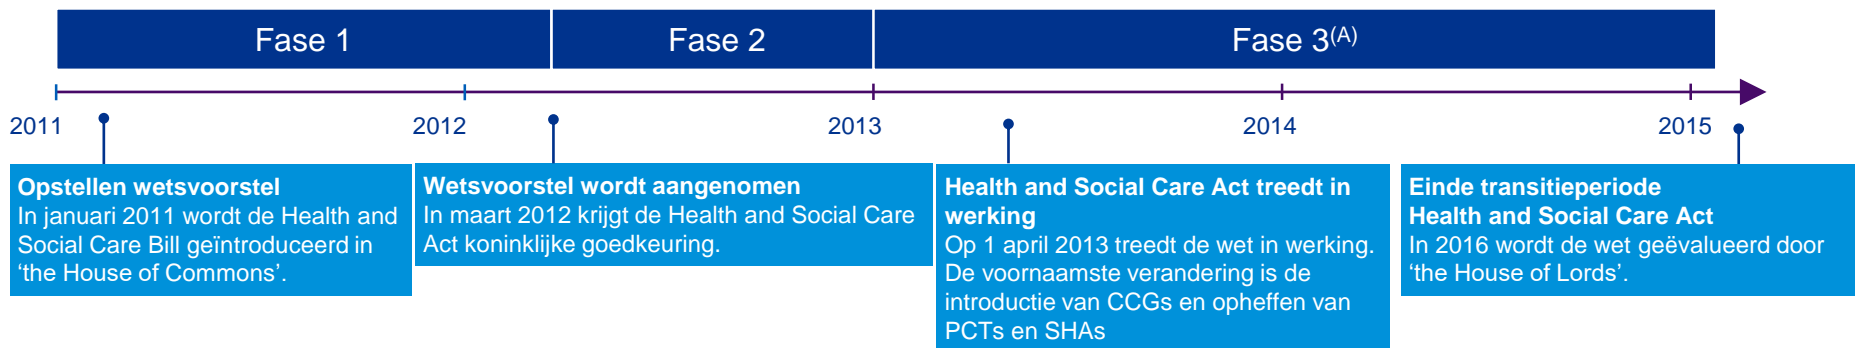 Fase 1
Fase 2
Fase 3(A)
2011
2012
2013
2014
2015
Opstellen wetsvoorstel
In januari 2011 wordt de Health and
Social Care Bill geïntroduceerd in
‘the House of Commons’.
Wetsvoorstel wordt aangenomen
In maart 2012 krijgt de Health and Social Care
Act koninklijke goedkeuring.
Health and Social Care Act treedt in
werking
Op 1 april 2013 treedt de wet in werking.
De voornaamste verandering is de
introductie van CCGs en opheffen van
PCTs en SHAs
Einde transitieperiode
Health and Social Care Act
In 2016 wordt de wet geëvalueerd door
‘the House of Lords’.